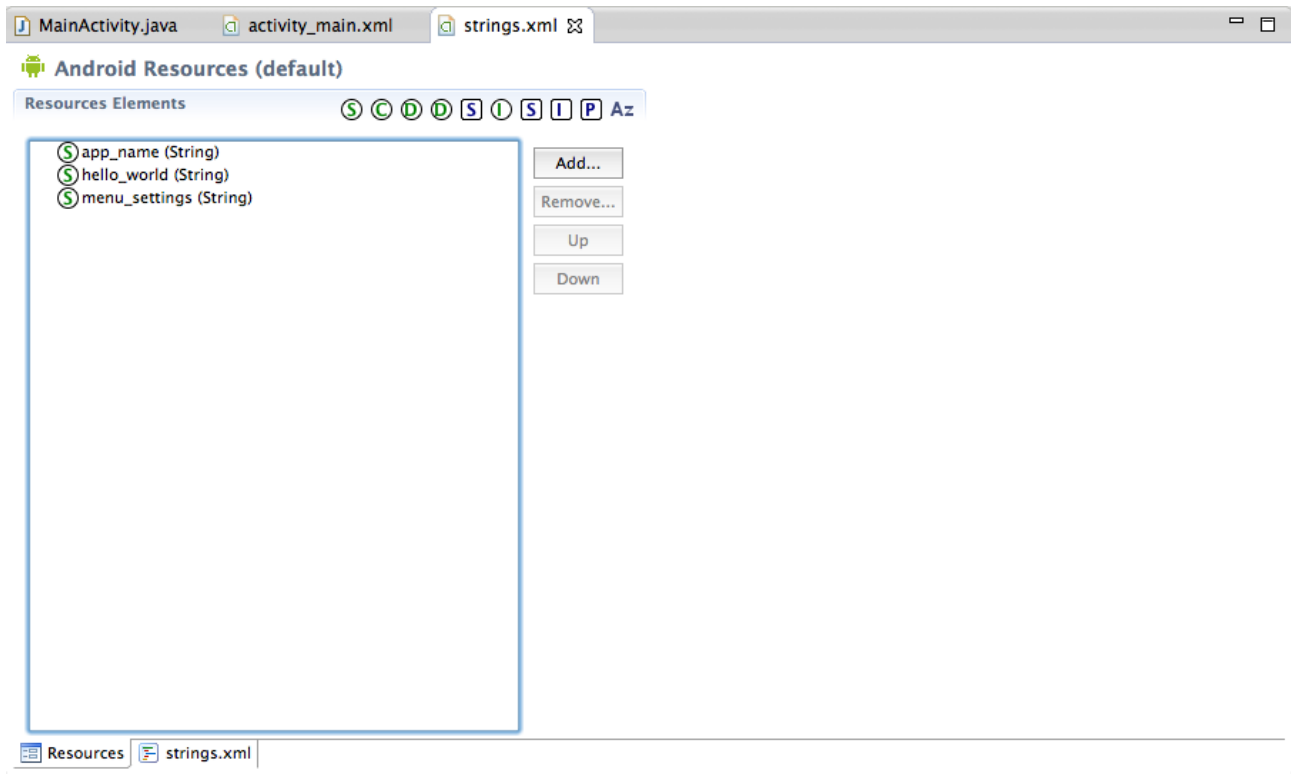 MainActivity.java activity_main.xml strings.xml
Android Resources (default)
Resources Elements S C D D S I S I P Az
S app_name (String)
S hello_world (String)
S menu_settings (String)
Add...
Remove...
Up
Down
Resources strings.xml